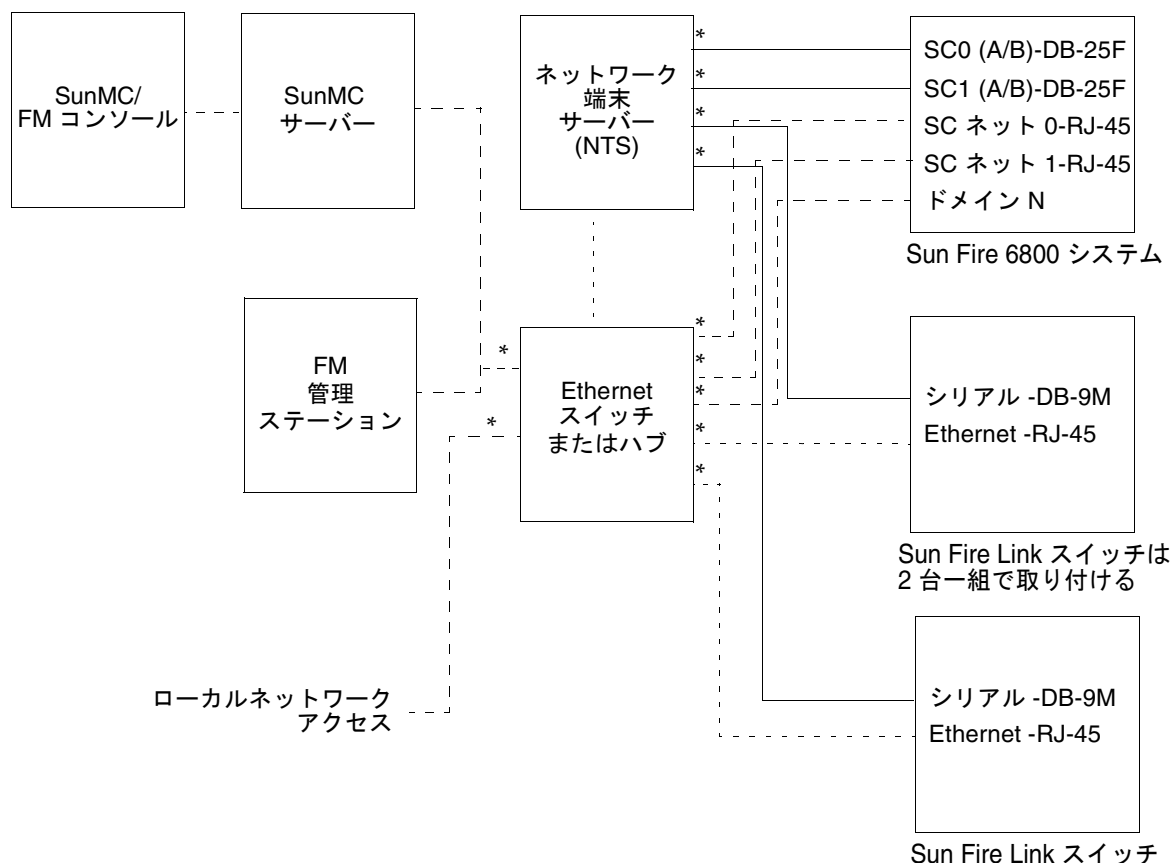 SunMC/
FM コンソール
SunMC
サーバー
ネットワーク
端末
サーバー
(NTS)
*
*
*
*
SC0 (A/B)-DB-25F
SC1 (A/B)-DB-25F
SC ネット 0-RJ-45
SC ネット 1-RJ-45
ドメイン N
Sun Fire 6800 システム
FM
管理
ステーション
*
*
Ethernet
スイッチ
またはハブ
*
*
*
*
*
シリアル -DB-9M
Ethernet -RJ-45
Sun Fire Link スイッチは
2 台一組で取り付ける
ローカルネットワーク
アクセス
シリアル -DB-9M
Ethernet -RJ-45
Sun Fire Link スイッチ